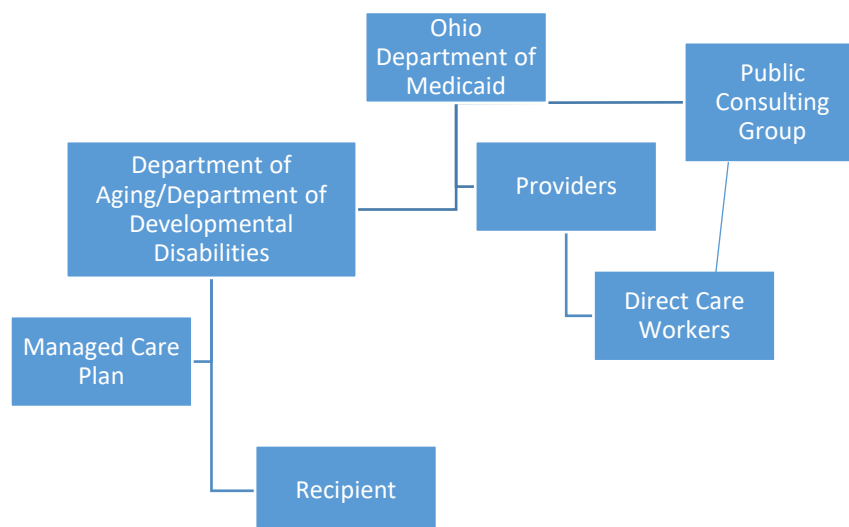 Ohio
Department of
Medicaid
Public
Consulting
Group
Department of
Aging/Department of
Developmental
Disabilities
Providers
Direct Care
Workers
Managed Care
Plan
Recipient